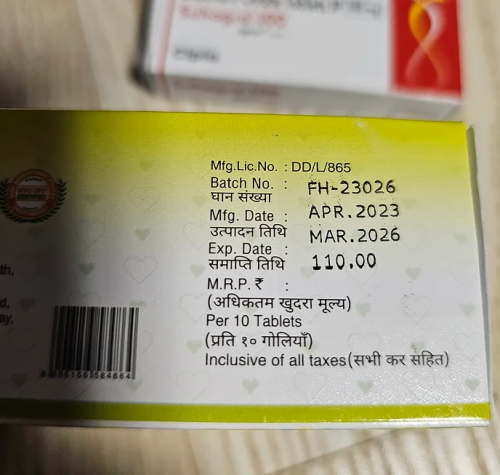 Mfg.Lic.No. : DD/L/865
Batch No. : FH-23026
घान संख्या
Mfg. Date : APR.2023
उत्पादन तिथि
Exp. Date : MAR.2026
समाप्ति तिथि
M.R.P. ₹ : 110.00
(अधिकतम खुदरा मूल्य)
Per 10 Tablets
(प्रति १० गोलियाँ)
Inclusive of all taxes(सभी कर सहित)